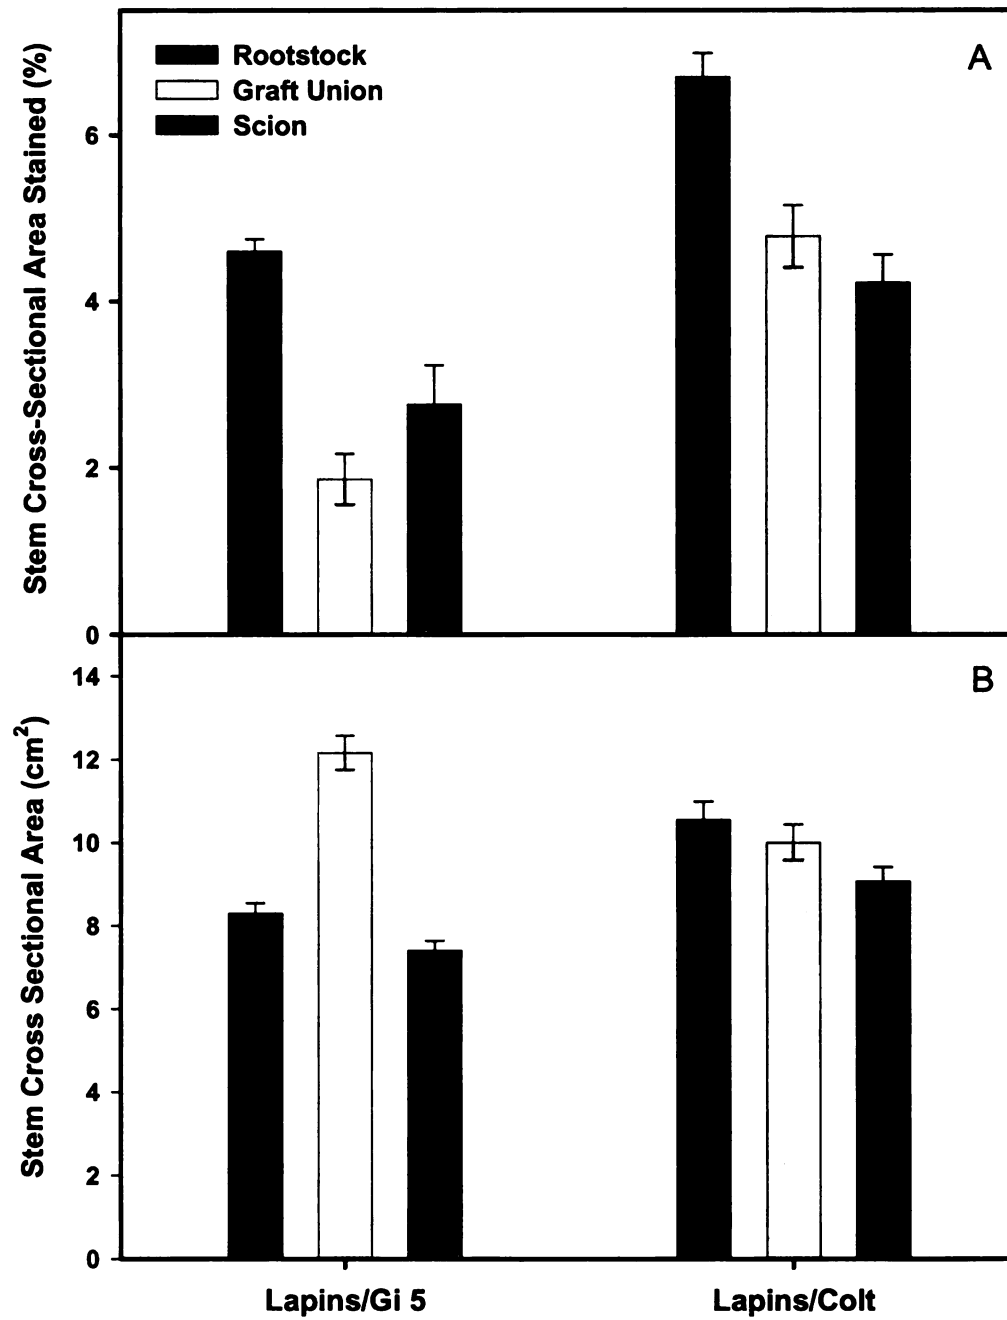 A
Rootstock
Graft Union
Scion
Stem Cross-Sectional Area Stained (%)
6
4
2
0
B
Stem Cross Sectional Area (cm²)
14
12
10
8
6
4
2
0
Lapins/Gi 5
Lapins/Colt